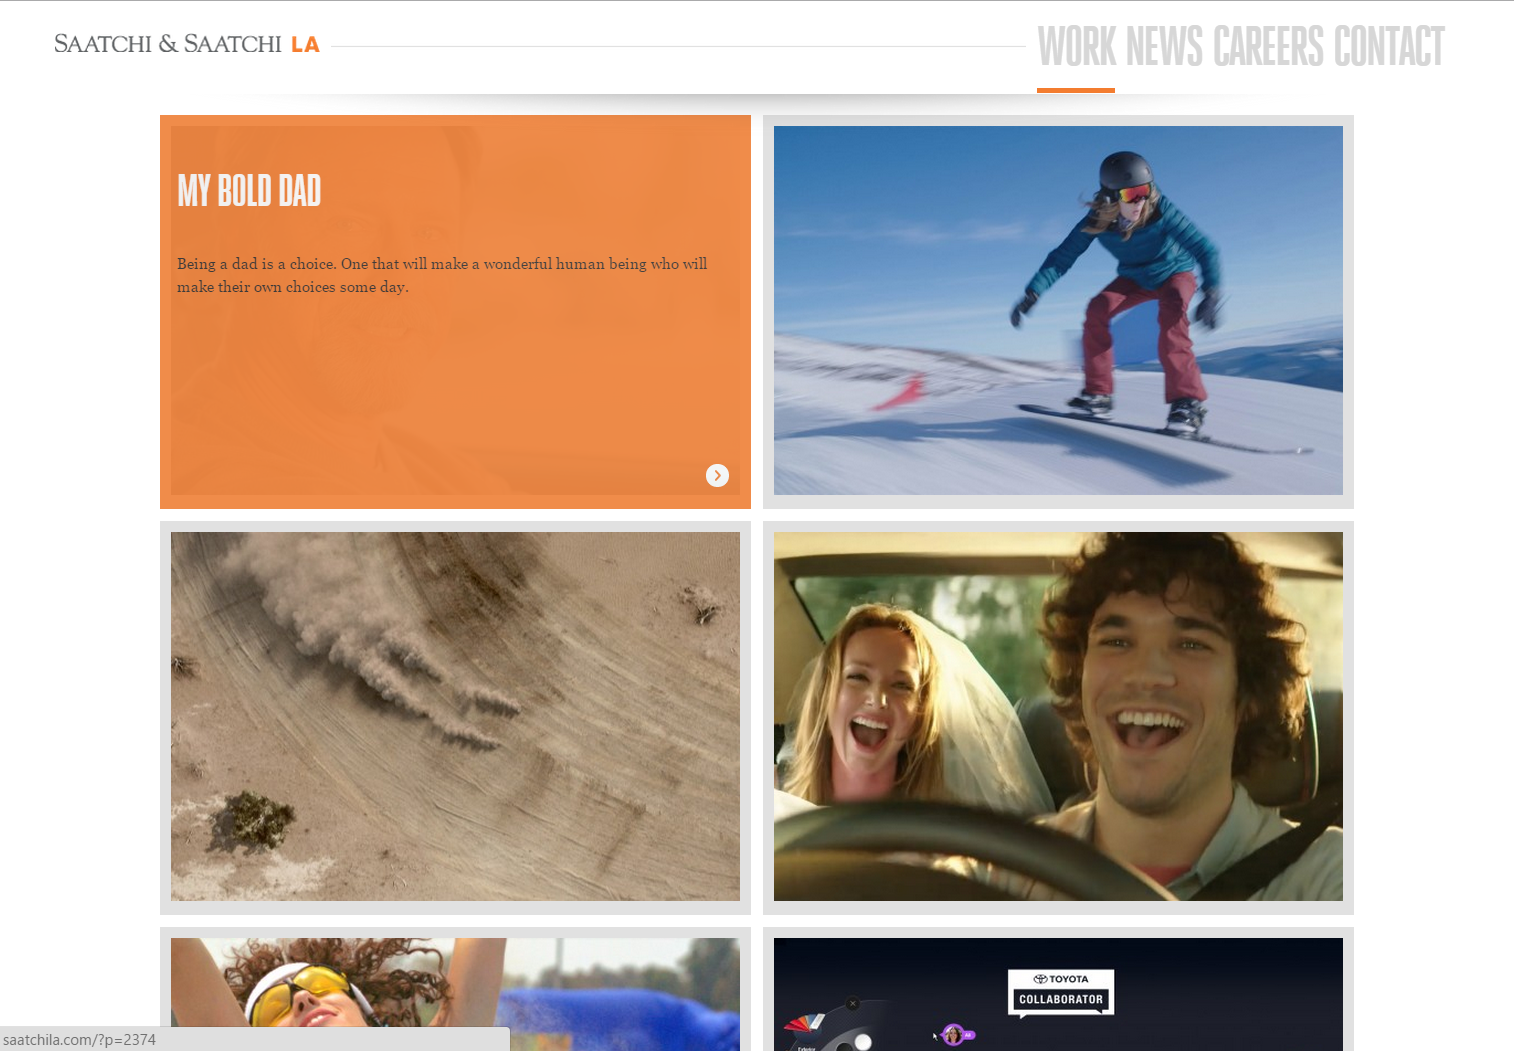 SAATCHI & SAATCHI LA
WORK NEWS CAREERS CONTACT
MY BOLD DAD
Being a dad is a choice. One that will make a wonderful human being who will
make their own choices some day.
TOYOTA
COLLABORATOR
Exterior
saatchila.com/?p=2374